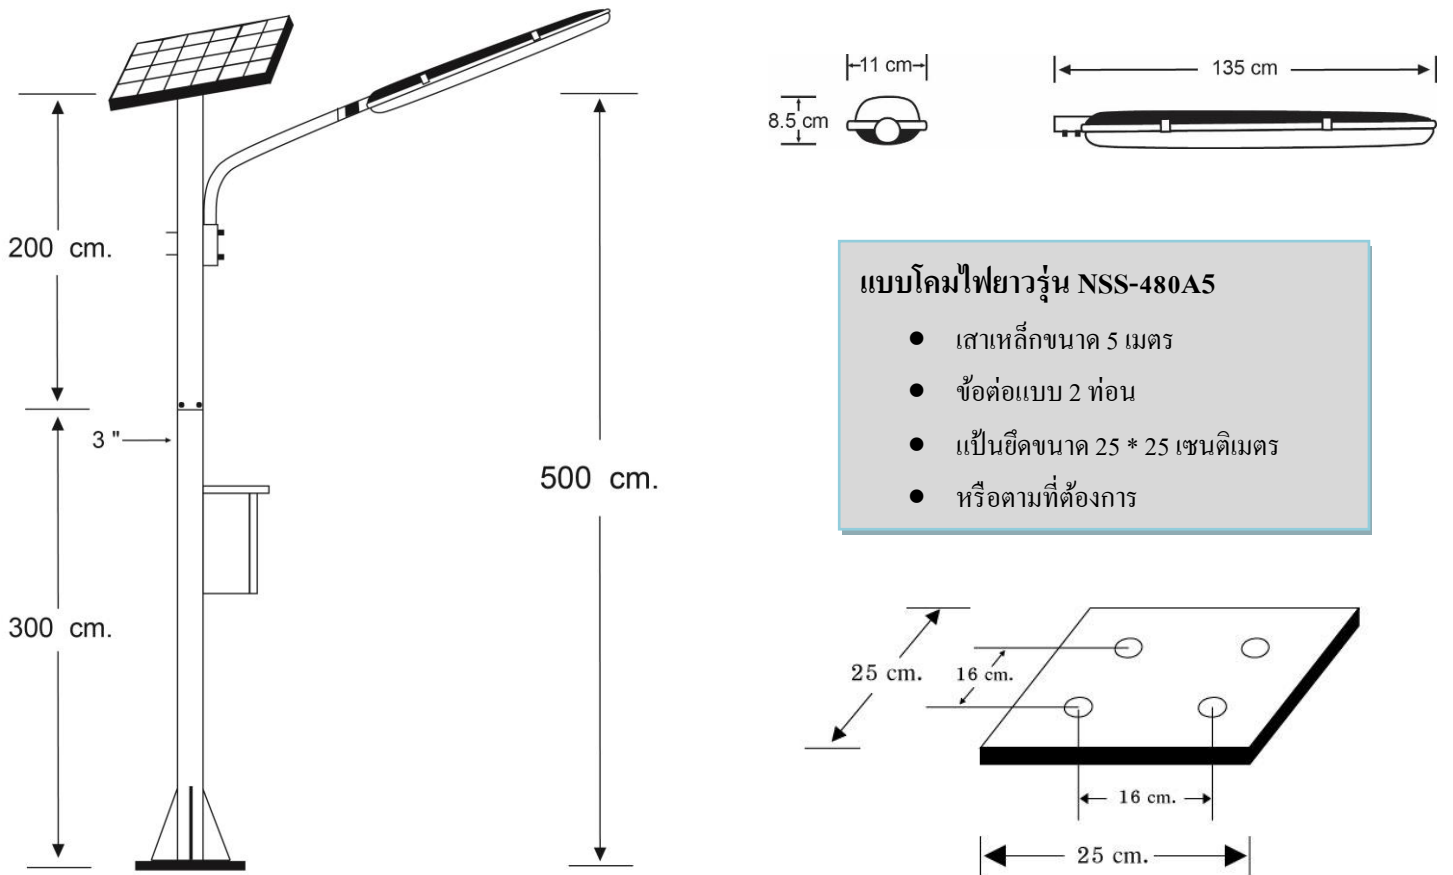 11 cm
135 cm
8.5 cm
200 cm.
แบบโคมไฟยาวรุ่น NSS-480A5
● เสาเหล็กขนาด 5 เมตร
● ข้อต่อแบบ 2 ท่อน
● แป้นยึดขนาด 25 * 25 เซนติเมตร
● หรือตามที่ต้องการ
3 "
500 cm.
300 cm.
25 cm.
16 cm.
16 cm.
25 cm.